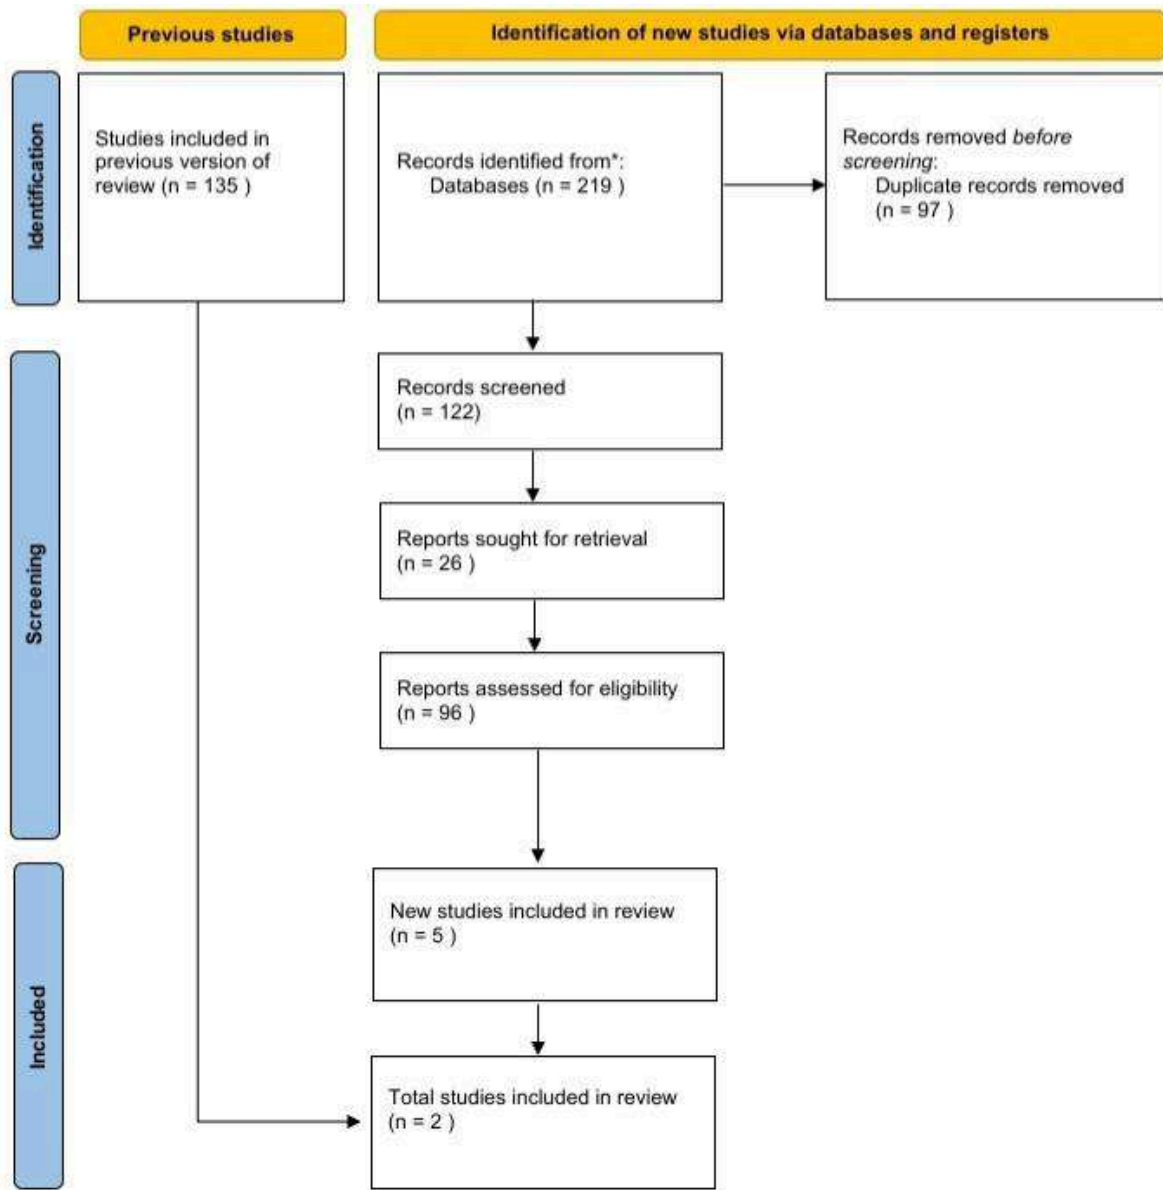 Previous studies
Identification of new studies via databases and registers
Identification
Studies included in
previous version of
review (n = 135 )
Records identified from*:
Databases (n = 219 )
Records removed before
screening:
Duplicate records removed
(n = 97 )
Screening
Records screened
(n = 122)
Reports sought for retrieval
(n = 26 )
Reports assessed for eligibility
(n = 96 )
Included
New studies included in review
(n = 5 )
Total studies included in review
(n = 2 )